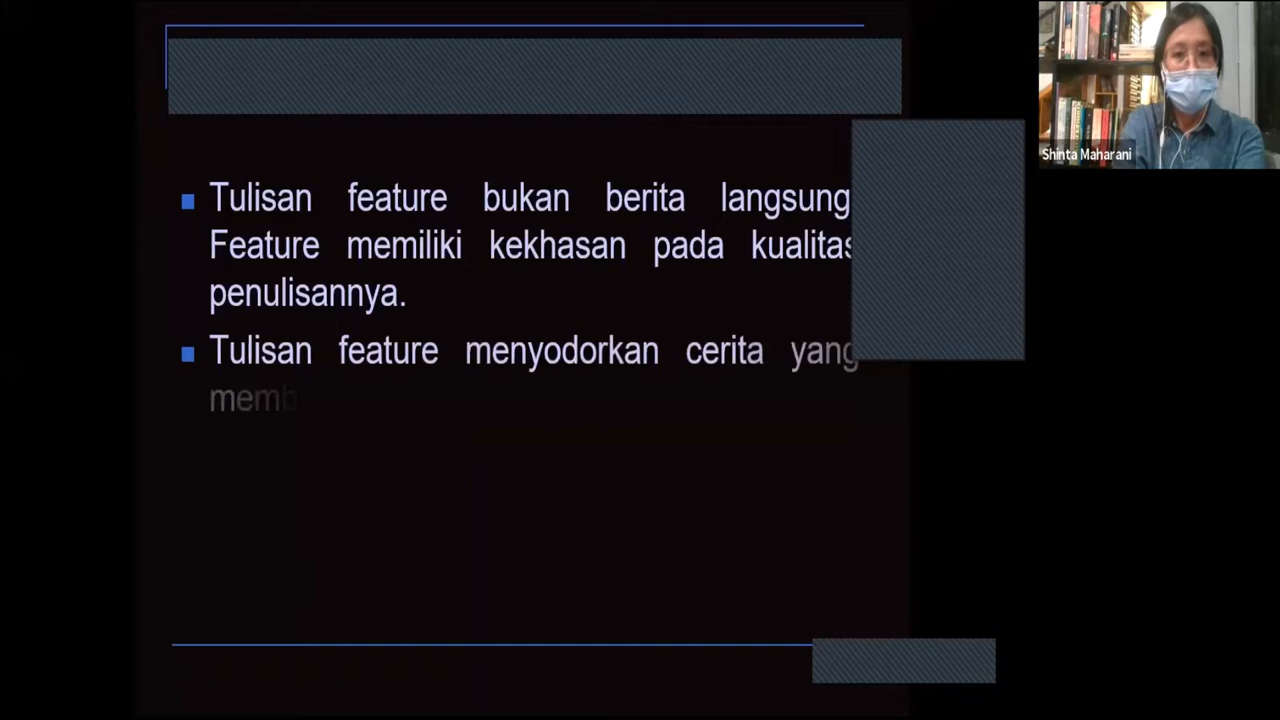 Tulisan feature bukan berita langsung
Feature memiliki kekhasan pada kualitas
penulisannya.
Tulisan feature menyodorkan cerita yang
Shinta Maharani